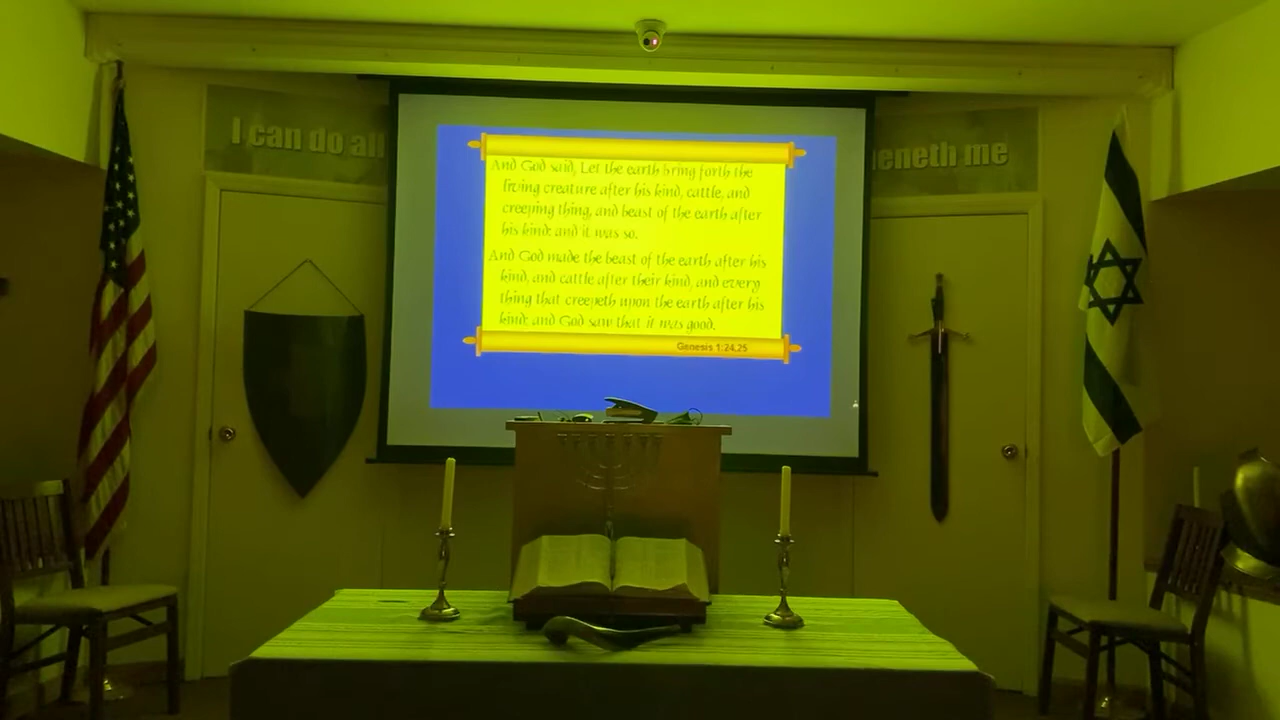 I can do all
heneth me
And God said, Let the earth bring forth the
living creature after his kind, cattle, and
creeping thing, and beast of the earth after
his kind: and it was so.
And God made the beast of the earth after his
kind, and cattle after their kind, and every
thing that creepeth upon the earth after his
kind: and God saw that it was good.
Genesis 1:24,25